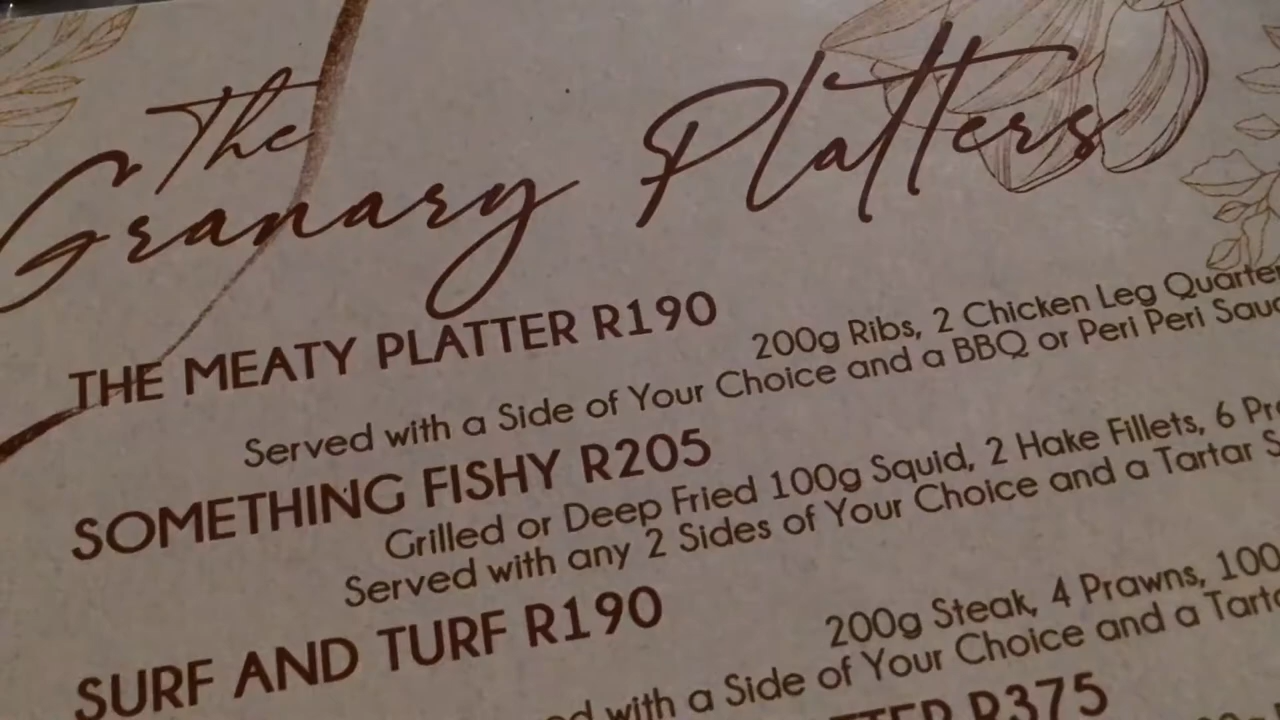 The
Granary Platters
THE MEATY PLATTER R190
200g Ribs, 2 Chicken Leg Quarter
Served with a Side of Your Choice and a BBQ or Peri Peri
SOMETHING FISHY R205
Grilled or Deep Fried 100g Squid, 2 Hake Fillets, 6
Served with any 2 Sides of Your Choice and a Tartar
SURF AND TURF R190
200g Steak, 4 Prawns, 100
with a Side of Your Choice and a
R375